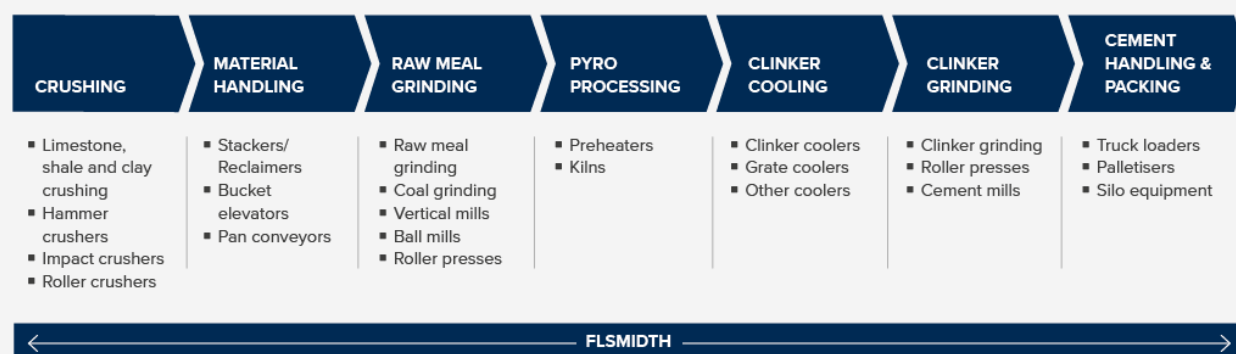 CRUSHING
MATERIAL
HANDLING
RAW MEAL
GRINDING
PYRO
PROCESSING
CLINKER
COOLING
CLINKER
GRINDING
CEMENT
HANDLING &
PACKING
▪ Limestone,
shale and clay
crushing
▪ Hammer
crushers
▪ Impact crushers
▪ Roller crushers
▪ Stackers/
Reclaimers
▪ Bucket
elevators
▪ Pan conveyors
▪ Raw meal
grinding
▪ Coal grinding
▪ Vertical mills
▪ Ball mills
▪ Roller presses
▪ Preheaters
▪ Kilns
▪ Clinker coolers
▪ Grate coolers
▪ Other coolers
▪ Clinker grinding
▪ Roller presses
▪ Cement mills
▪ Truck loaders
▪ Palletisers
▪ Silo equipment
FLSMIDTH